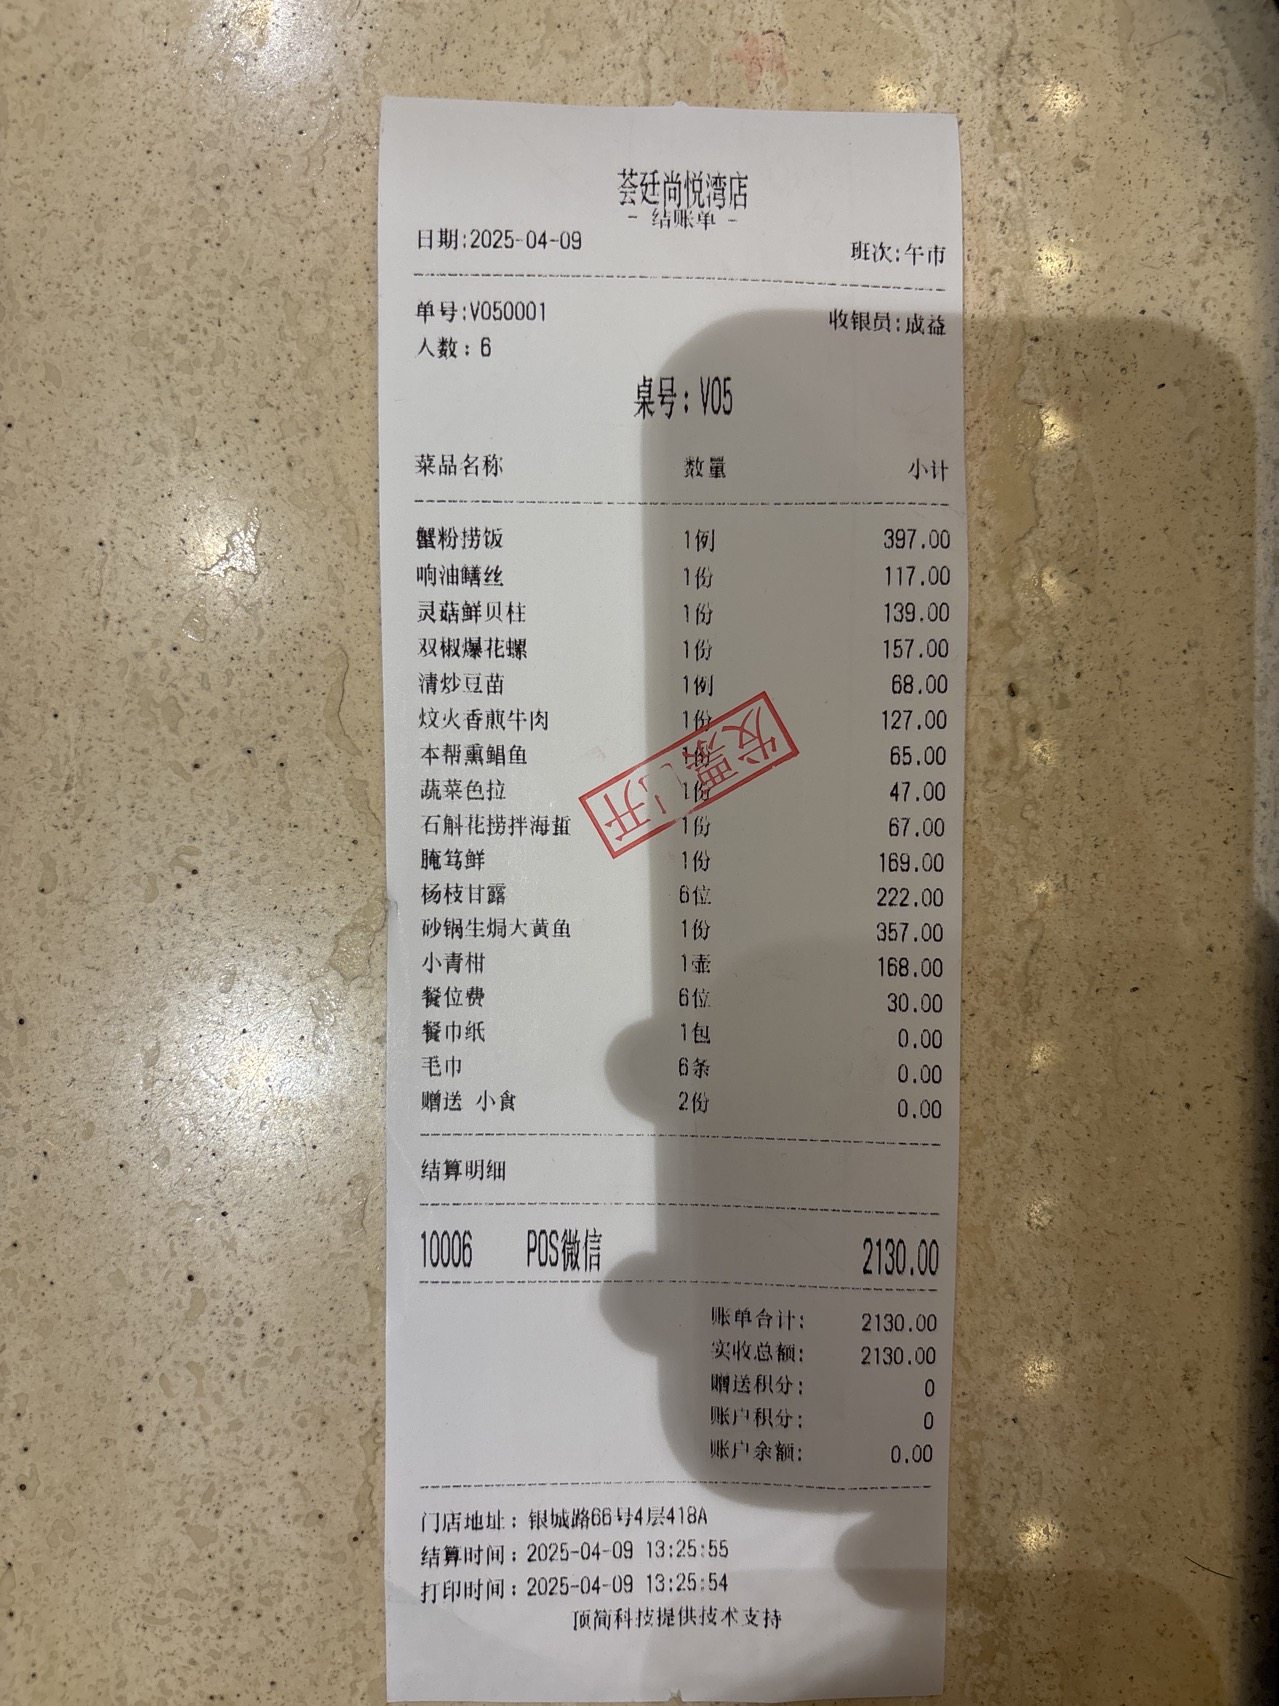 荟廷尚悦湾店
- 结账单 -
日期:2025-04-09 班次:午市
单号:V050001 收银员:成益
人数:6
桌号:V05
菜品名称 数量 小计
蟹粉捞饭 1例 397.00
响油鳝丝 1份 117.00
灵菇鲜贝柱 1份 139.00
双椒爆花螺 1份 157.00
清炒豆苗 1例 68.00
炆火香煎牛肉 1份 127.00
本帮熏鲳鱼 1份 65.00
蔬菜色拉 1份 47.00
石斛花捞拌海蜇 1份 67.00
腌笃鲜 1份 169.00
杨枝甘露 6位 222.00
砂锅生焗大黄鱼 1份 357.00
小青柑 1壶 168.00
餐位费 6位 30.00
餐巾纸 1包 0.00
毛巾 6条 0.00
赠送 小食 2份 0.00
发票已开
结算明细
10006 POS微信 2130.00
账单合计: 2130.00
实收总额: 2130.00
赠送积分: 0
账户积分: 0
账户余额: 0.00
门店地址:银城路66号4层418A
结算时间:2025-04-09 13:25:55
打印时间:2025-04-09 13:25:54
顶简科技提供技术支持